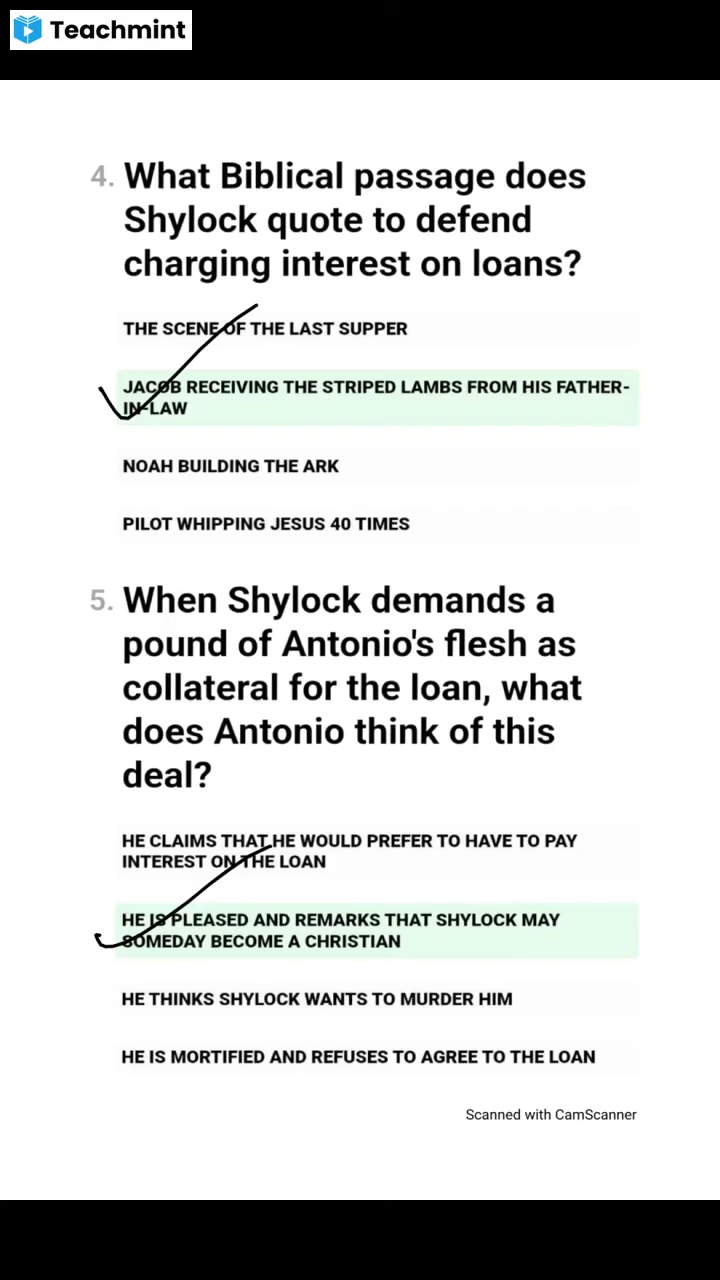 Teachmint
4. What Biblical passage does
Shylock quote to defend
charging interest on loans?
THE SCENE OF THE LAST SUPPER
JACOB RECEIVING THE STRIPED LAMBS FROM HIS FATHER-
IN-LAW
NOAH BUILDING THE ARK
PILOT WHIPPING JESUS 40 TIMES
5. When Shylock demands a
pound of Antonio's flesh as
collateral for the loan, what
does Antonio think of this
deal?
HE CLAIMS THAT HE WOULD PREFER TO HAVE TO PAY
INTEREST ON THE LOAN
HE IS PLEASED AND REMARKS THAT SHYLOCK MAY
SOMEDAY BECOME A CHRISTIAN
HE THINKS SHYLOCK WANTS TO MURDER HIM
HE IS MORTIFIED AND REFUSES TO AGREE TO THE LOAN
Scanned with CamScanner